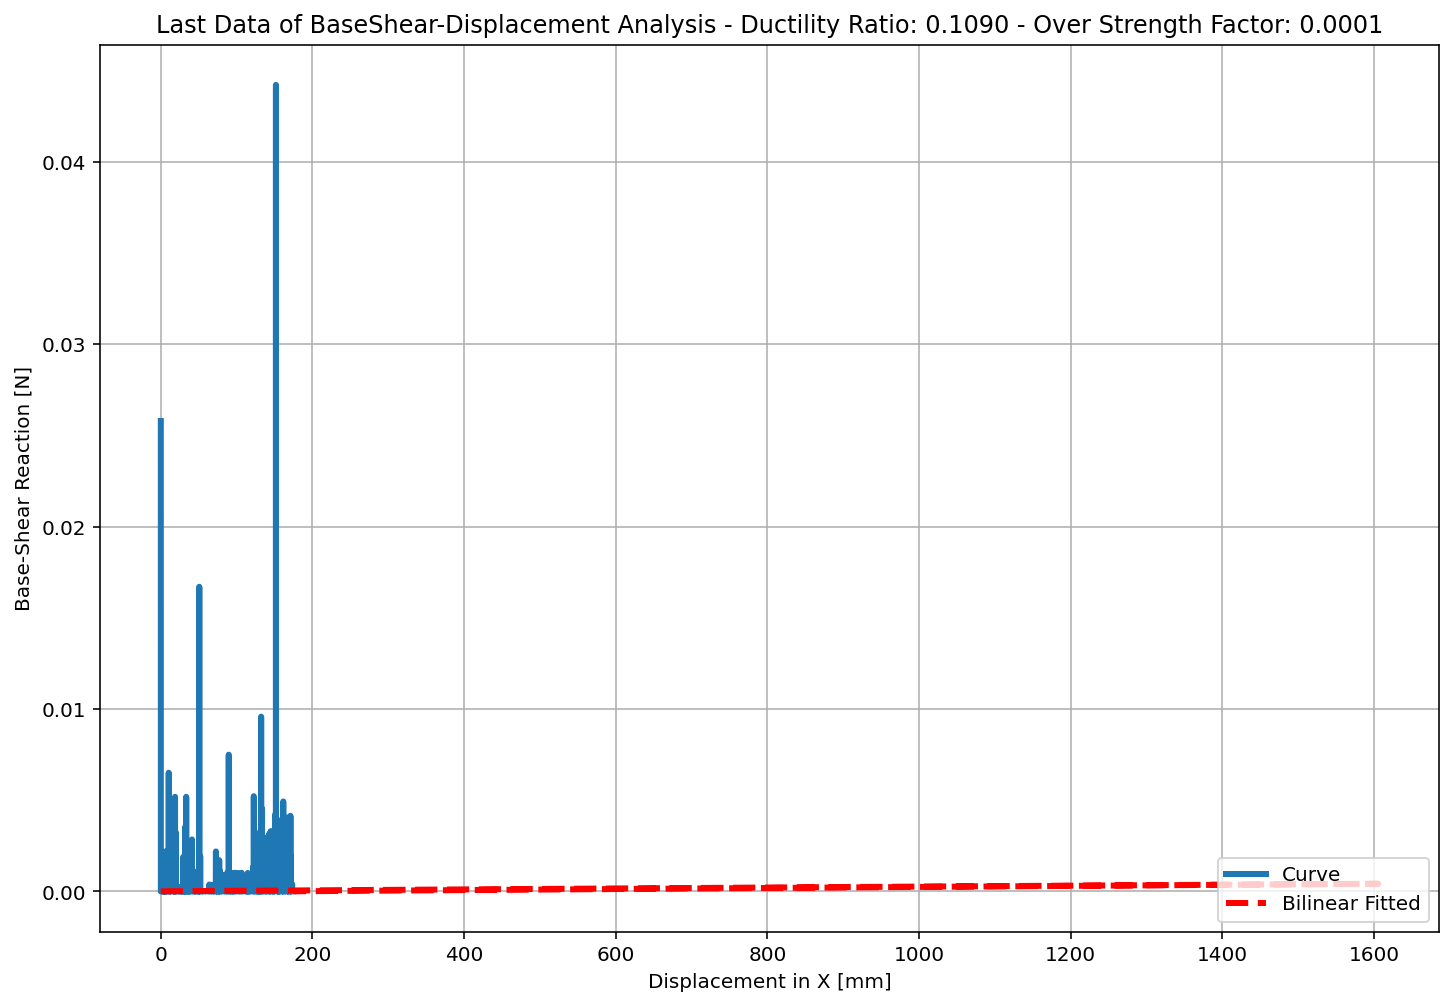 Last Data of BaseShear-Displacement Analysis - Ductility Ratio: 0.1090 - Over Strength Factor: 0.0001
Base-Shear Reaction [N]
0.04
0.03
0.02
0.01
0.00
Curve
Bilinear Fitted
0 200 400 600 800 1000 1200 1400 1600
Displacement in X [mm]